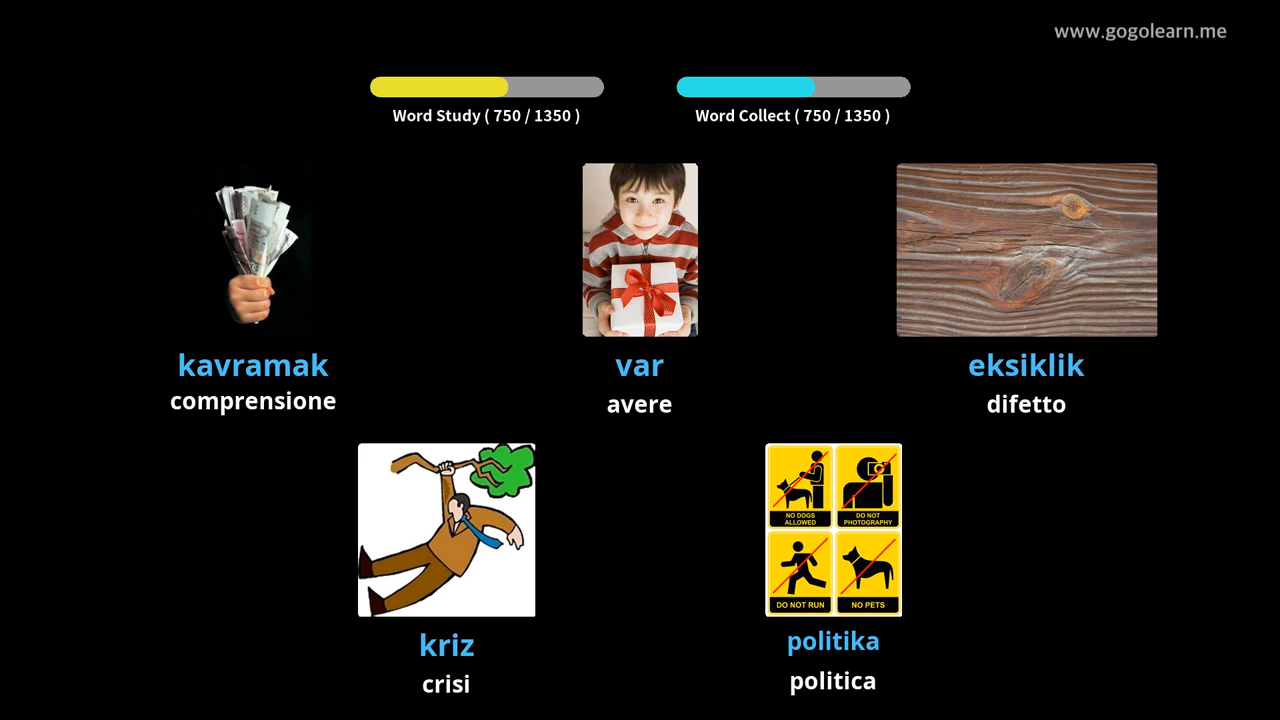 www.gogolearn.me
Word Study ( 750 / 1350 )
Word Collect ( 750 / 1350 )
kavramak
comprensione
var
avere
eksiklik
difetto
NO DOGS
ALLOWED
DO NOT
PHOTOGRAPHY
DO NOT RUN
NO PETS
kriz
crisi
politika
politica